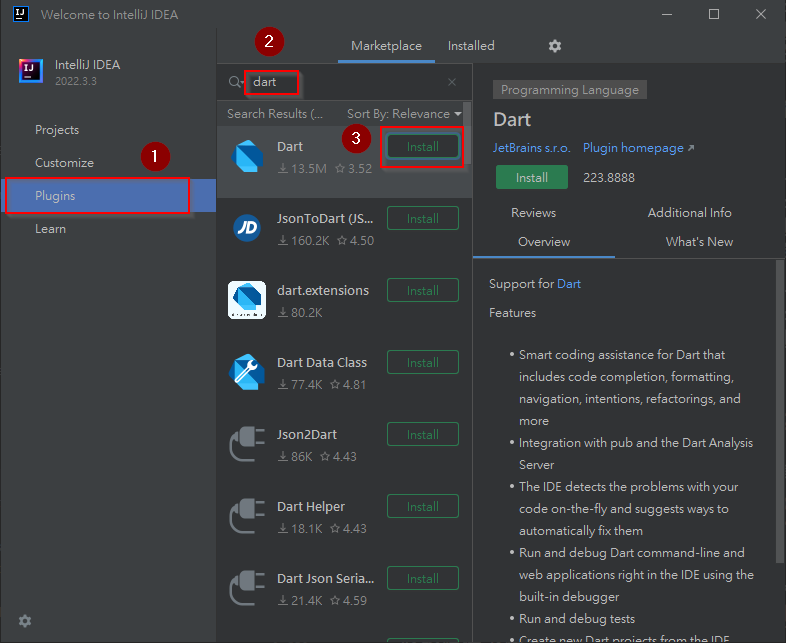 IJ
Welcome to IntelliJ IDEA
IJ
IntelliJ IDEA
2022.3.3
Projects
1
Customize
Plugins
Learn
2
Marketplace
Installed
dart
Search Results (...
Sort By: Relevance
3
Dart
Install
13.5M 3.52
JsonToDart (JS...
Install
JD
160.2K 4.50
dart.extensions
Install
80.2K
Dart Data Class
Install
77.4K 4.81
Json2Dart
Install
86K 4.43
Dart Helper
Install
18.1K 4.43
Dart Json Seria...
Install
21.4K 4.59
Programming Language
Dart
JetBrains s.r.o. Plugin homepage ↗
Install
223.8888
Reviews
Additional Info
Overview
What's New
Support for Dart
Features
• Smart coding assistance for Dart that
includes code completion, formatting,
navigation, intentions, refactorings, and
more
• Integration with pub and the Dart Analysis
Server
• The IDE detects the problems with your
code on-the-fly and suggests ways to
automatically fix them
• Run and debug Dart command-line and
web applications right in the IDE using the
built-in debugger
• Run and debug tests
• Create new Dart projects from the IDE